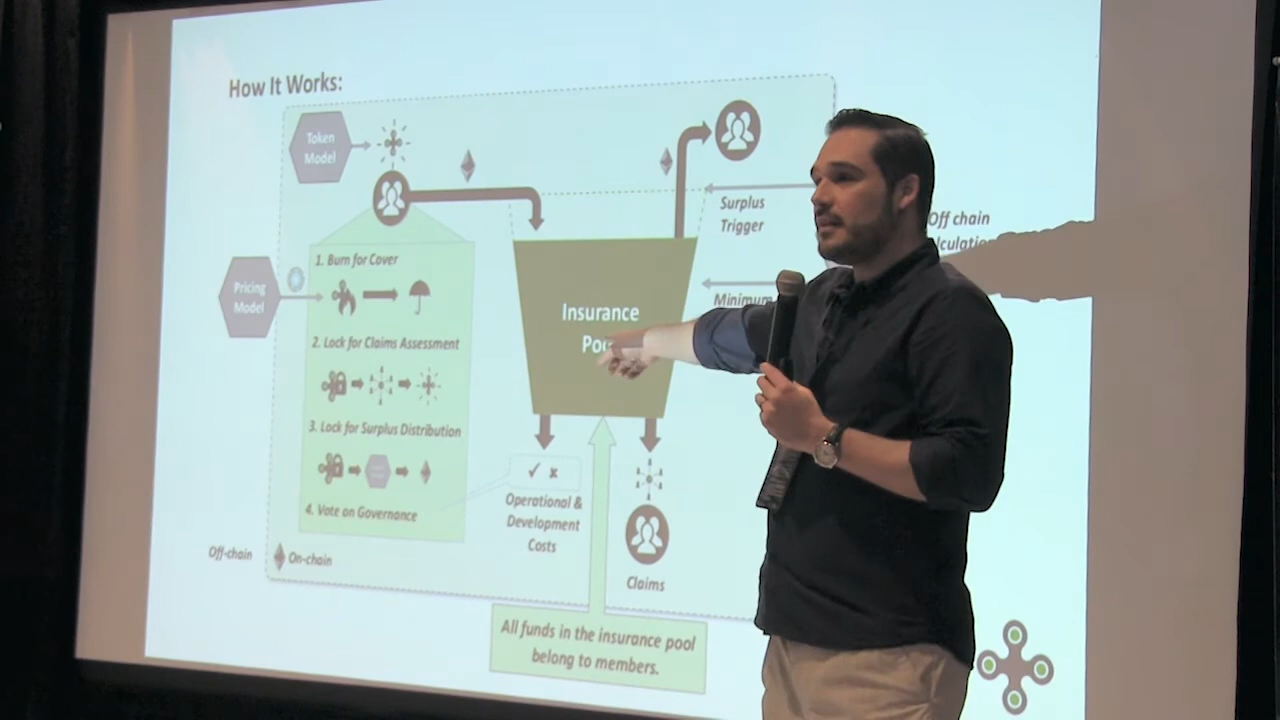 How It Works:
Token
Model
Surplus
Trigger
Off chain
1. Burn for Cover
Pricing
Model
Minimum
Insurance
2. Lock for Claims Assessment
3. Lock for Surplus Distribution
4. Vote on Governance
Operational &
Development
Costs
Claims
Off-chain
On-chain
All funds in the insurance pool
belong to members.